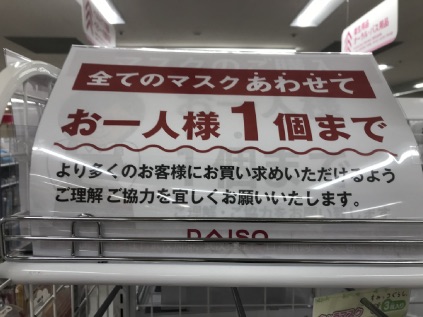 全てのマスクあわせて
お一人様1個まで
より多くのお客様にお買い求めいただけるよう
ご理解ご協力を宜しくお願いいたします。
DAISO